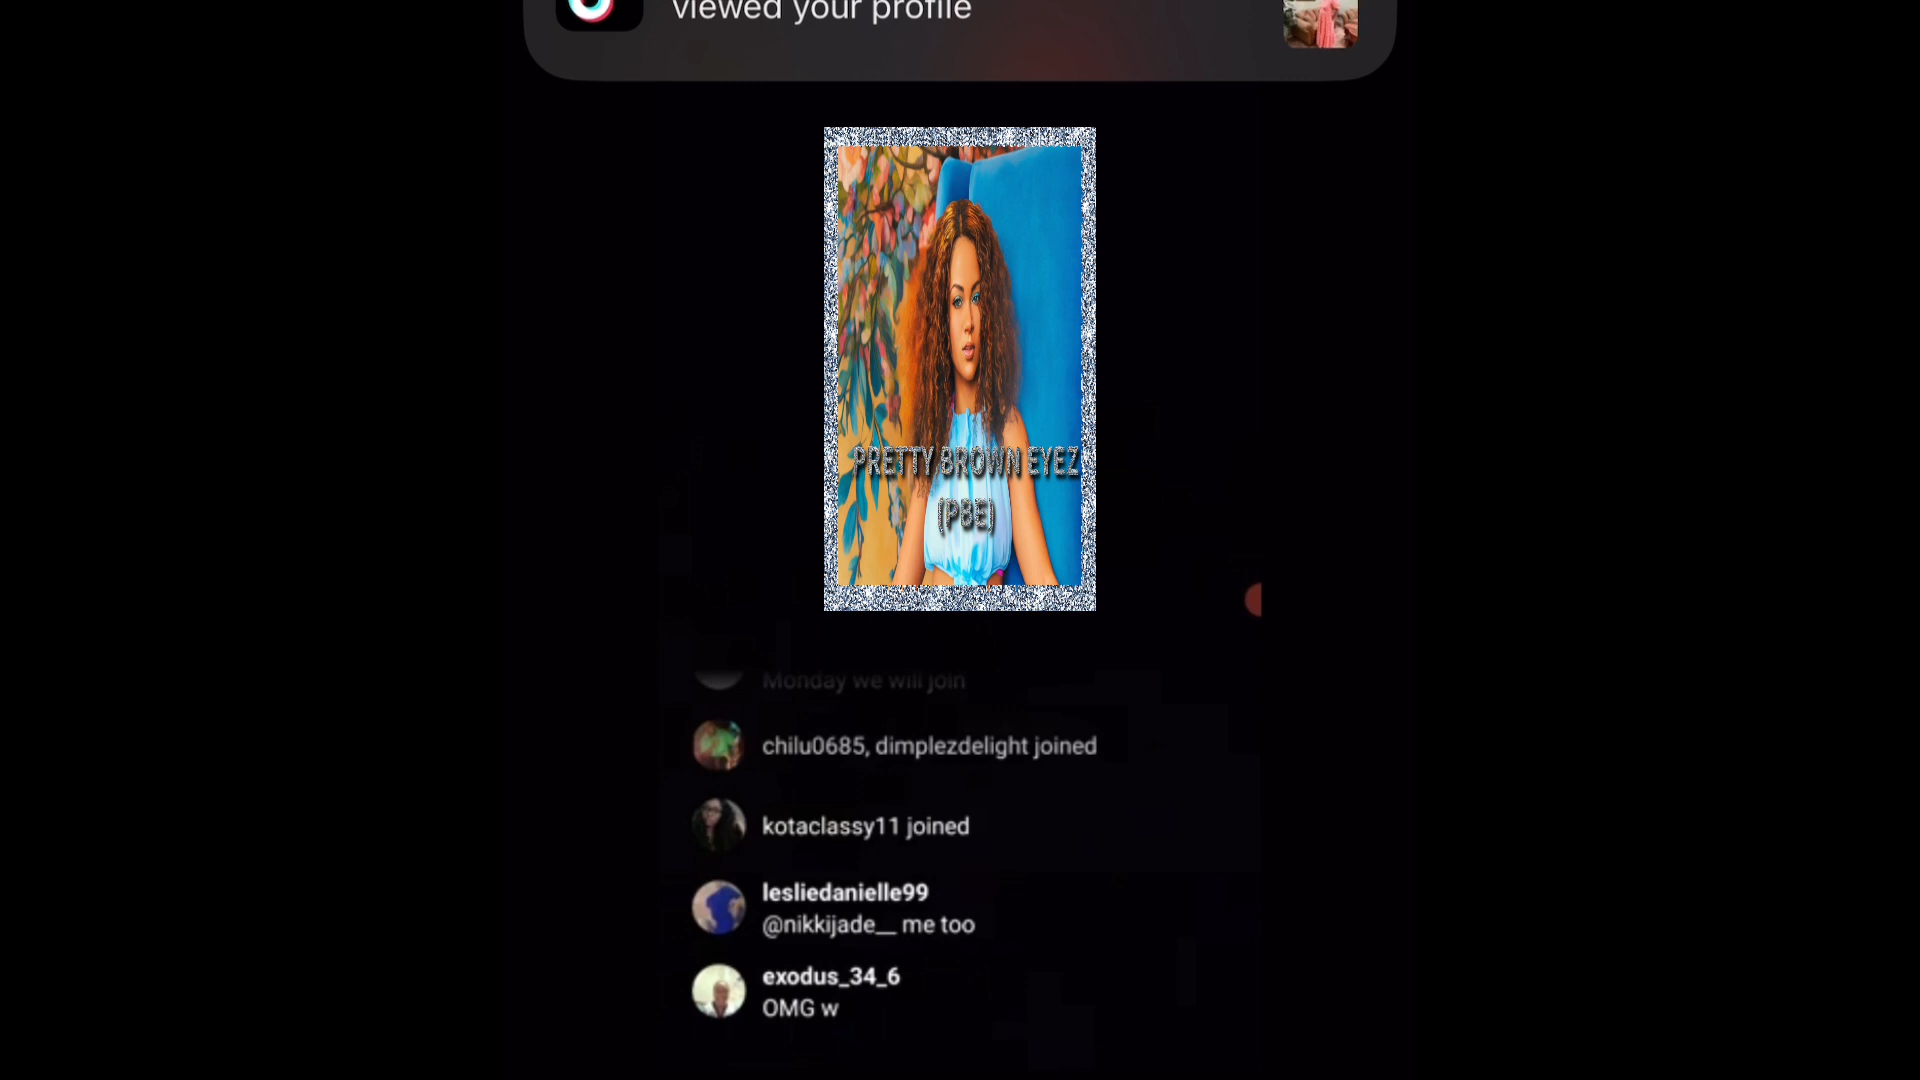 viewed your profile
PRETTY BROWN EYEZ
(PBE)
Monday we will join
chilu0685, dimplezdelight joined
kotaclassy11 joined
lesliedanielle99
@nikkijade__ me too
exodus_34_6
OMG w